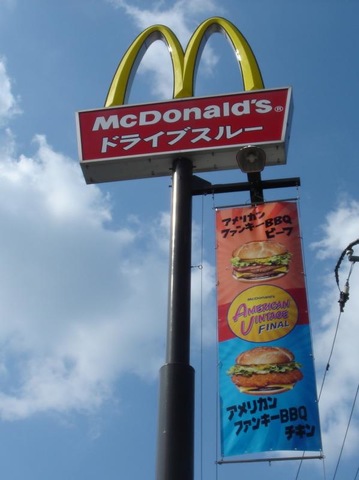 McDonald's®
ドライブスルー
アメリカン
ファンキーBBQ
ビーフ
McDONALD'S
AMERICAN
VINTAGE
FINAL
アメリカン
ファンキーBBQ
チキン